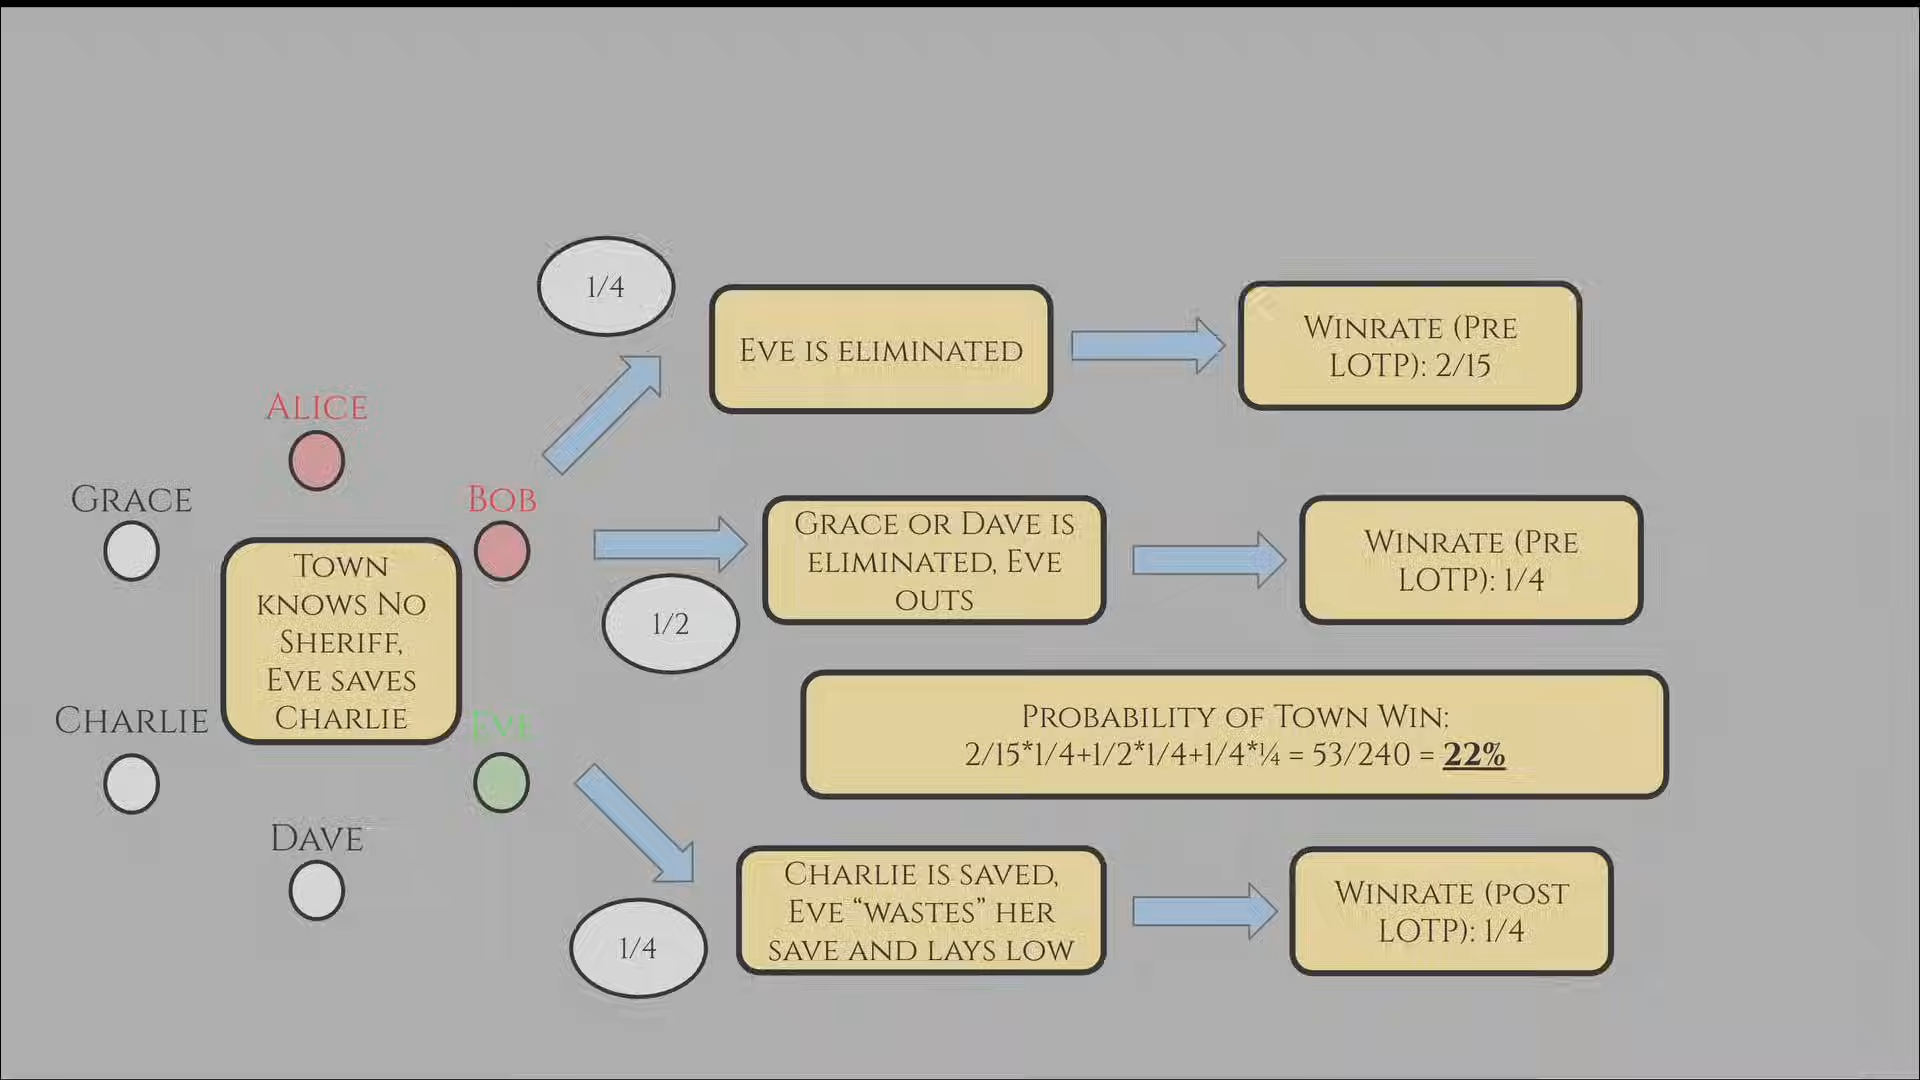 1/4
Eve is eliminated
Winrate (Pre
LOTP): 2/15
Alice
Grace
Bob
Town
knows No
Sheriff,
Eve saves
Charlie
Charlie
Eve
Dave
Grace or Dave is
eliminated, Eve
outs
1/2
Winrate (Pre
LOTP): 1/4
Probability of Town Win:
2/15*1/4+1/2*1/4+1/4*¼ = 53/240 = 22%
Charlie is saved,
Eve “wastes” her
save and lays low
1/4
Winrate (post
LOTP): 1/4